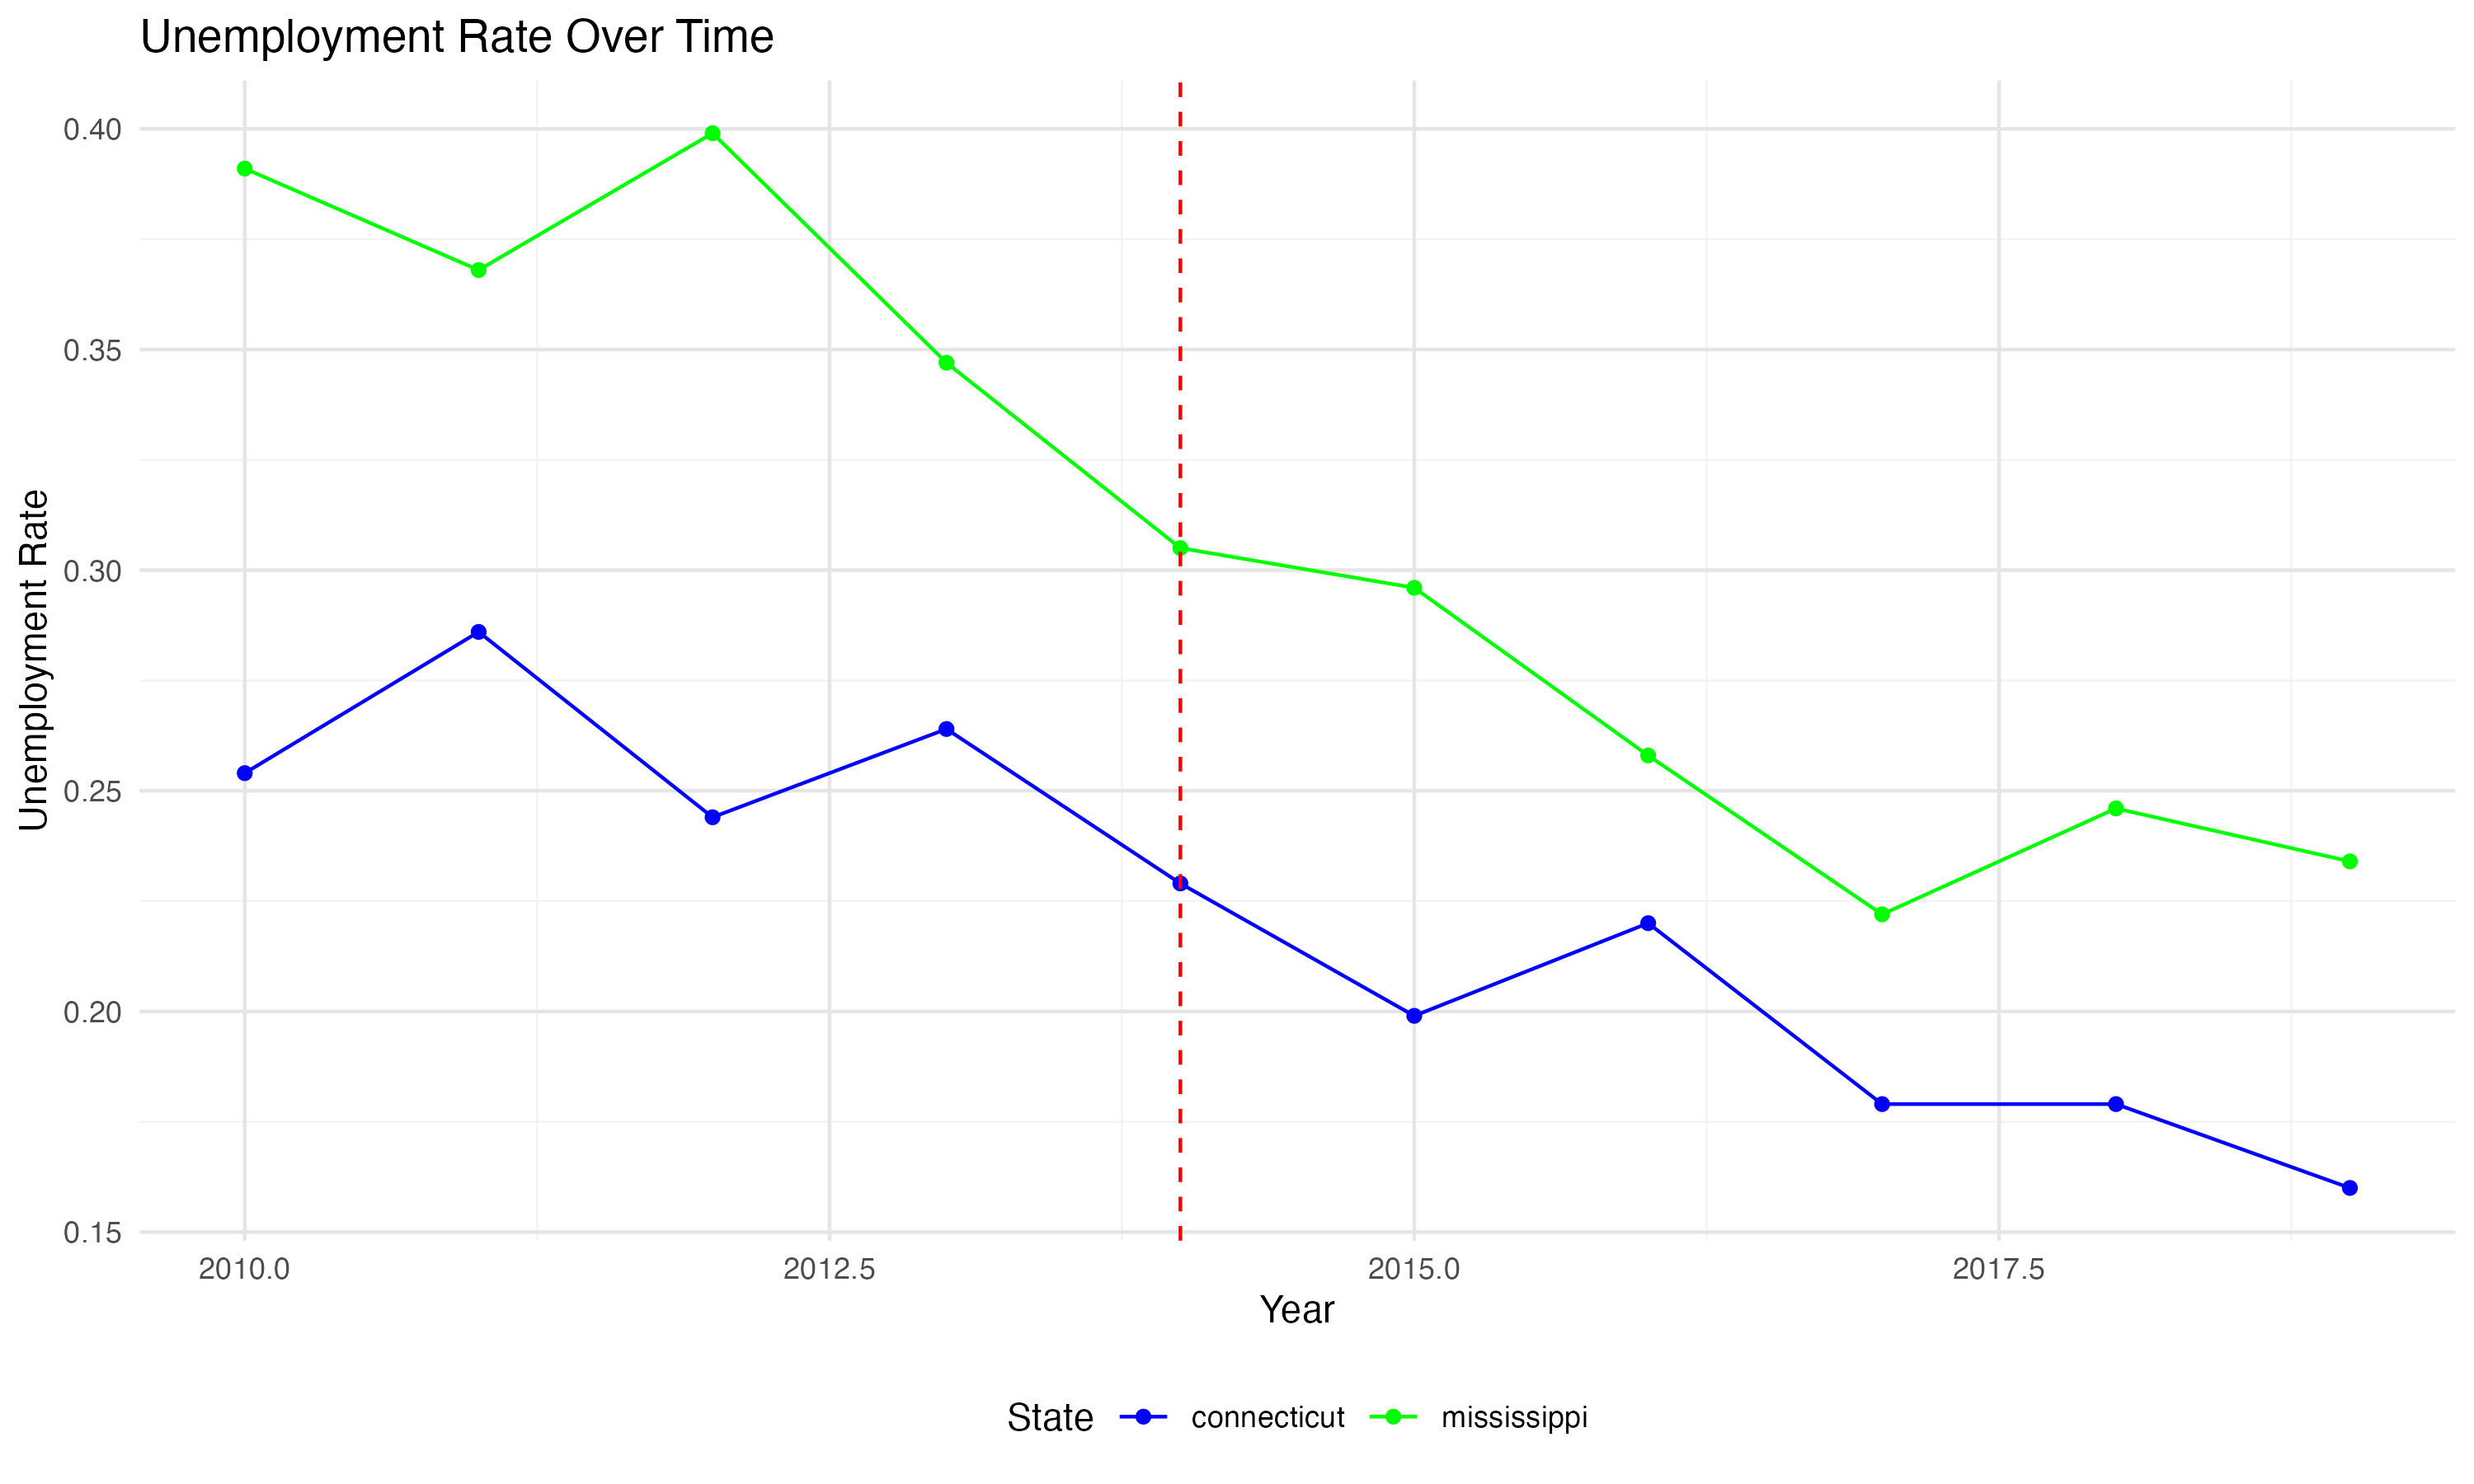 Unemployment Rate Over Time
Unemployment Rate
0.40
0.35
0.30
0.25
0.20
0.15
2010.0 2012.5 2015.0 2017.5
Year
State connecticut mississippi